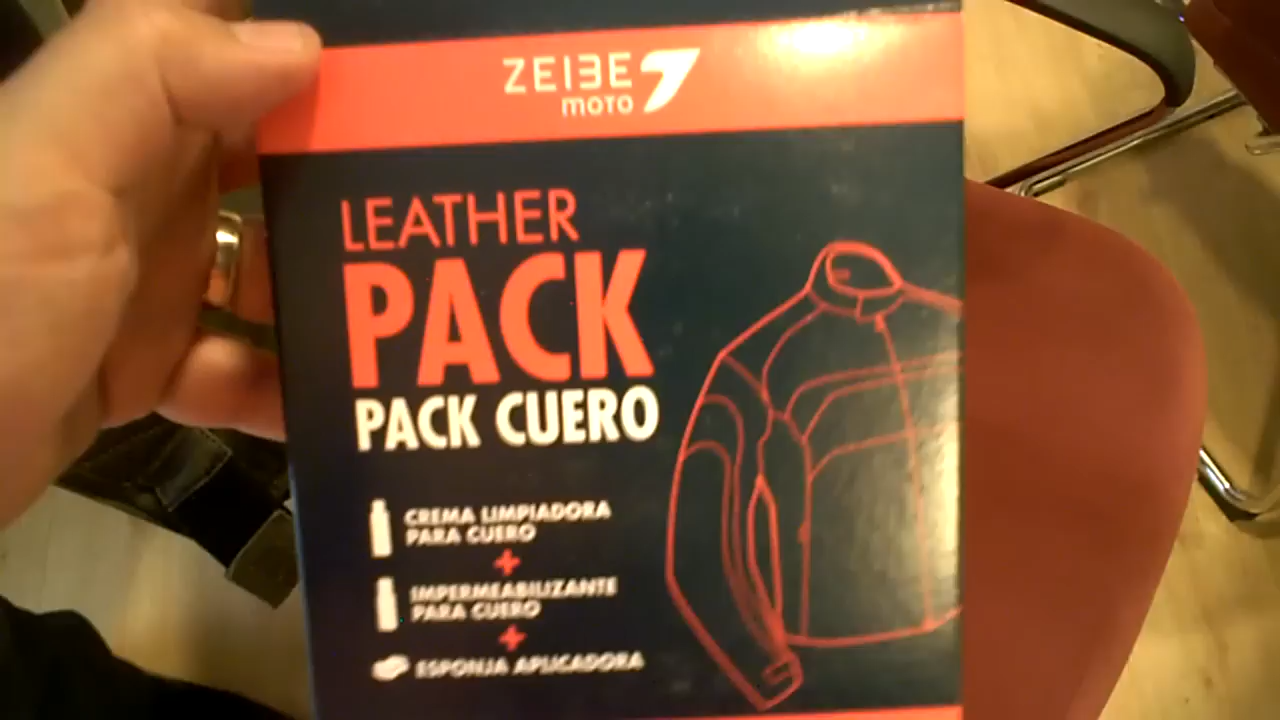 ZEIBE
MOTO
LEATHER
PACK
PACK CUERO
CREMA LIMPIADORA
PARA CUERO
+
IMPERMEABILIZANTE
PARA CUERO
+
ESPONJA APLICADORA